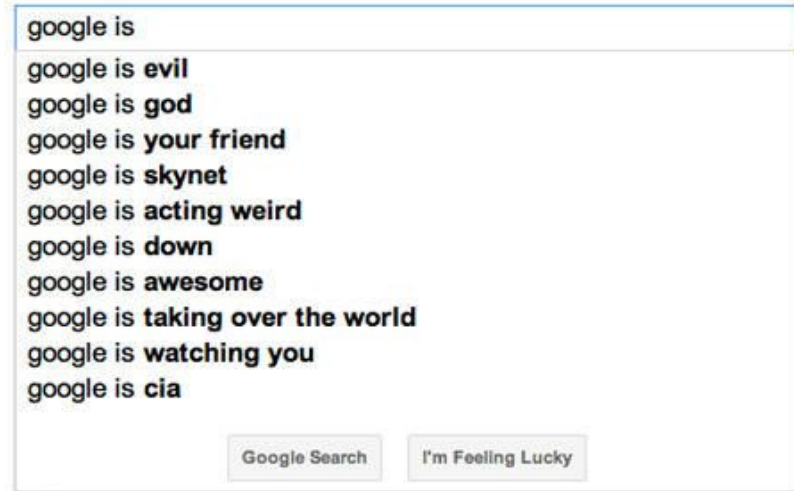 google is
google is evil
google is god
google is your friend
google is skynet
google is acting weird
google is down
google is awesome
google is taking over the world
google is watching you
google is cia
Google Search I'm Feeling Lucky